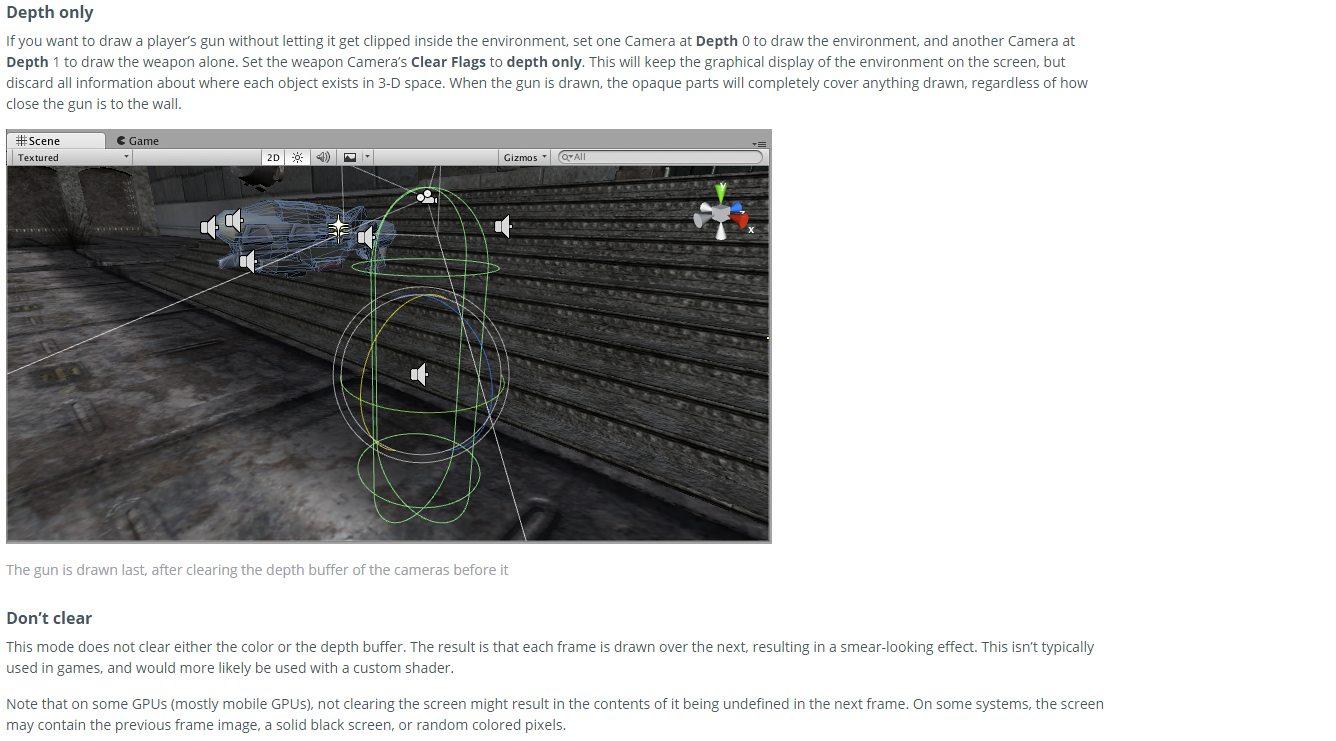 Depth only
If you want to draw a player’s gun without letting it get clipped inside the environment, set one Camera at Depth 0 to draw the environment, and another Camera at
Depth 1 to draw the weapon alone. Set the weapon Camera’s Clear Flags to depth only. This will keep the graphical display of the environment on the screen, but
discard all information about where each object exists in 3-D space. When the gun is drawn, the opaque parts will completely cover anything drawn, regardless of how
close the gun is to the wall.
Scene
Game
Textured
2D
Gizmos
All
y
x
The gun is drawn last, after clearing the depth buffer of the cameras before it
Don’t clear
This mode does not clear either the color or the depth buffer. The result is that each frame is drawn over the next, resulting in a smear-looking effect. This isn’t typically
used in games, and would more likely be used with a custom shader.
Note that on some GPUs (mostly mobile GPUs), not clearing the screen might result in the contents of it being undefined in the next frame. On some systems, the screen
may contain the previous frame image, a solid black screen, or random colored pixels.